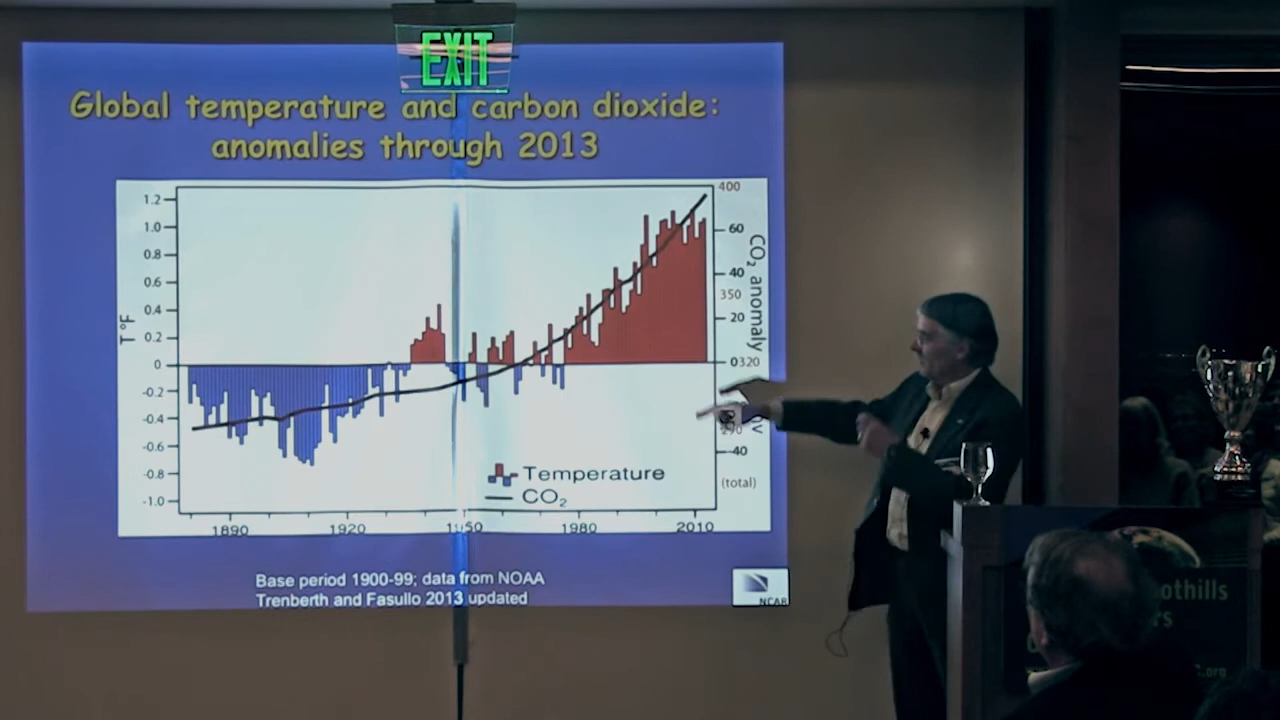 EXIT
Global temperature and carbon dioxide:
anomalies through 2013
400
1.2
1.0
60
0.8
0.6
40
350
0.4
20
0.2
0
0
320
-0.2
-0.4
-0.6
-40
-0.8
(total)
-1.0
T °F
CO₂ anomaly
Temperature
CO₂
1890
1920
1950
1980
2010
Base period 1900-99; data from NOAA
Trenberth and Fasullo 2013 updated
NCAR